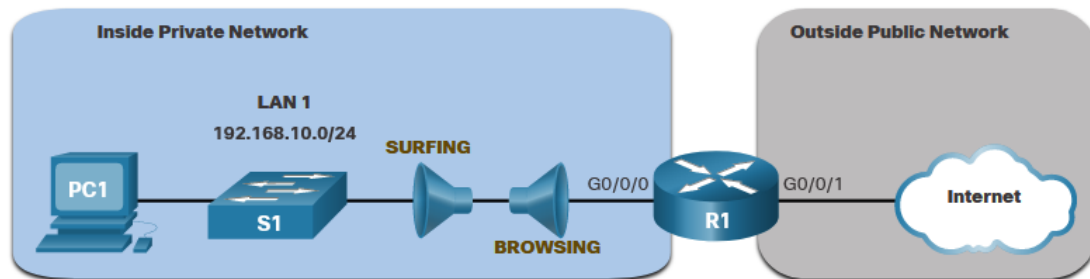 Inside Private Network
Outside Public Network
LAN 1
192.168.10.0/24
SURFING
PC1
S1
BROWSING
G0/0/0
R1
G0/0/1
Internet